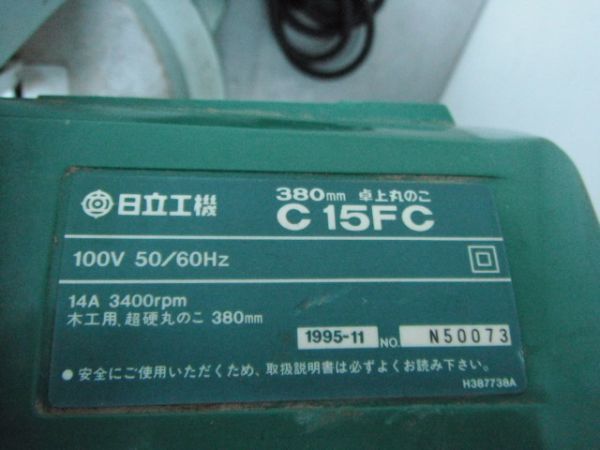 日立工機
380mm 卓上丸のこ
C 15FC
100V 50/60Hz
14A 3400rpm
木工用、超硬丸のこ 380mm
1995-11 NO. N50073
● 安全にご使用いただくため、取扱説明書は必ずよくお読み下さい。
H387738A